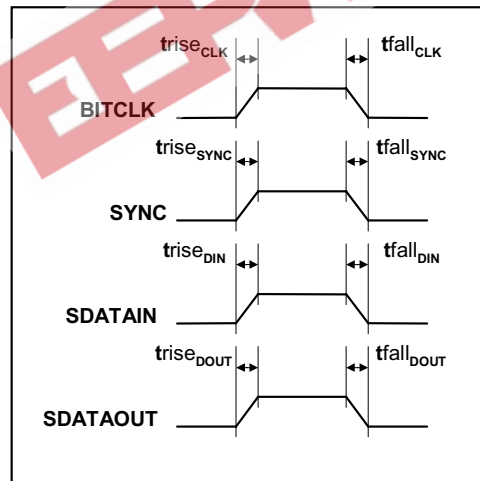 triseCLK tfallCLK
BITCLK
triseSYNC tfallSYNC
SYNC
triseDIN tfallDIN
SDATAIN
triseDOUT tfallDOUT
SDATAOUT